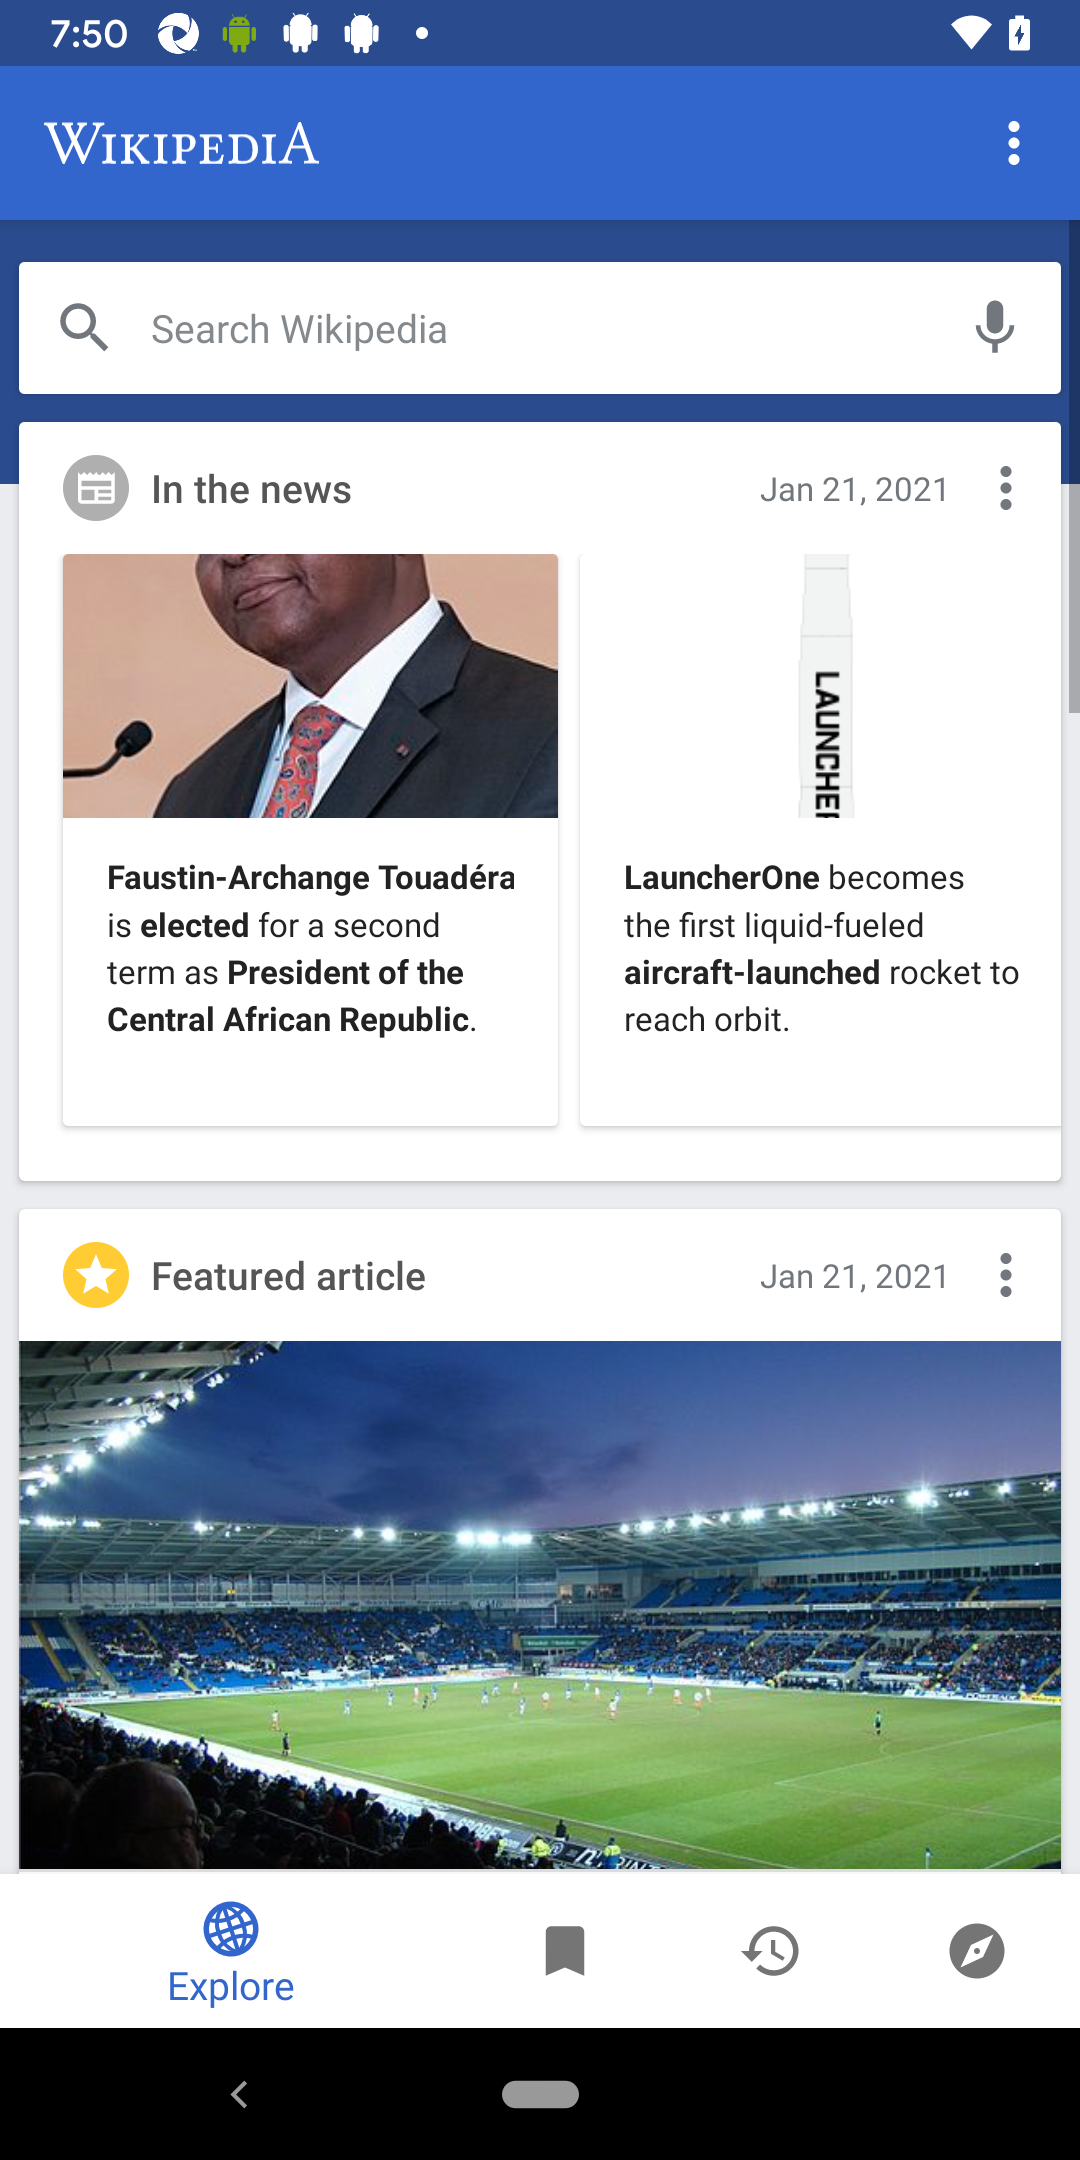 7:50
WIKIPEDIA
Search Wikipedia
In the news
Jan 21, 2021
LAUNCHER
Faustin-Archange Touadéra
is elected for a second
term as President of the
Central African Republic.
LauncherOne becomes
the first liquid-fueled
aircraft-launched rocket to
reach orbit.
Featured article
Jan 21, 2021
Explore